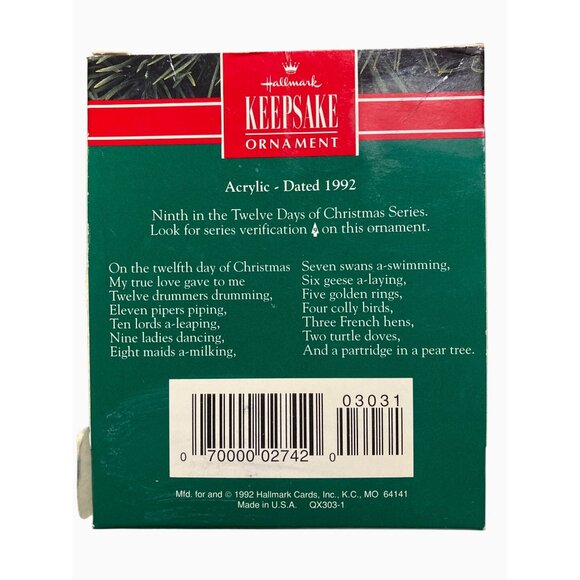 Hallmark
KEEPSAKE
ORNAMENT
Acrylic - Dated 1992
Ninth in the Twelve Days of Christmas Series.
Look for series verification on this ornament.
On the twelfth day of Christmas
My true love gave to me
Twelve drummers drumming,
Eleven pipers piping,
Ten lords a-leaping,
Nine ladies dancing,
Eight maids a-milking,
Seven swans a-swimming,
Six geese a-laying,
Five golden rings,
Four colly birds,
Three French hens,
Two turtle doves,
And a partridge in a pear tree.
03031
0 70000 02742 0
Mfd. for and © 1992 Hallmark Cards, Inc., K.C., MO 64141
Made in U.S.A. QX303-1